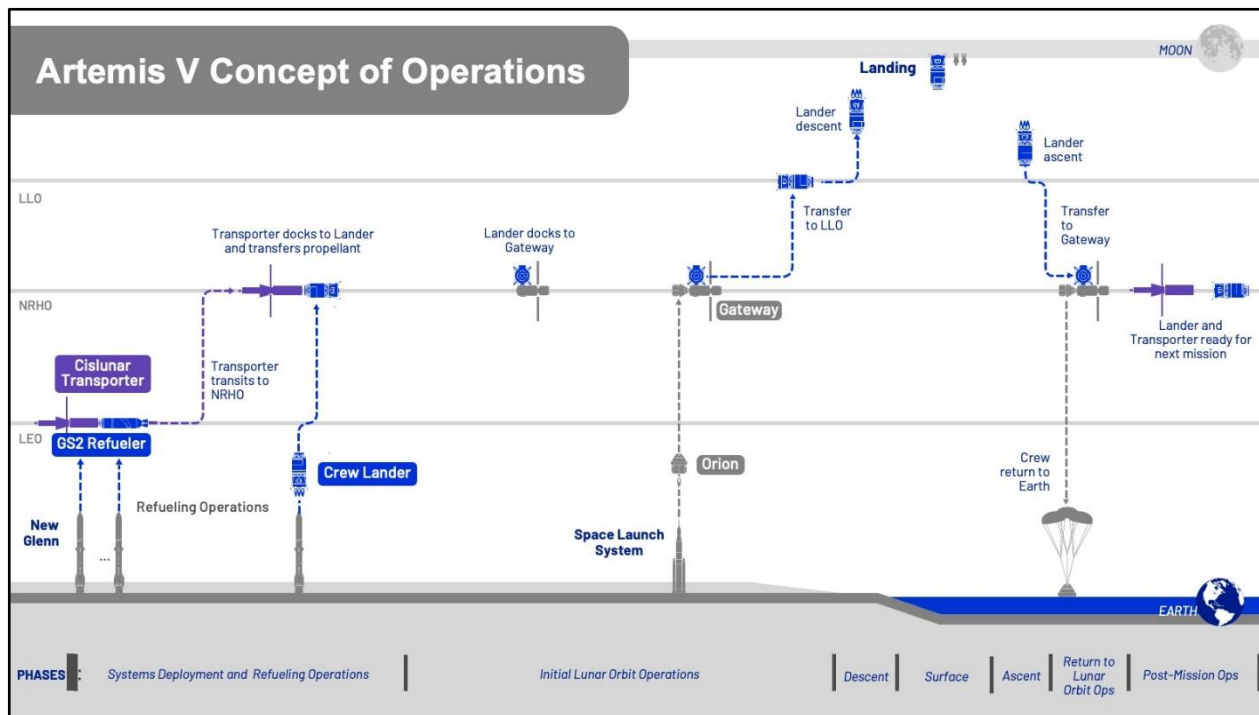 Artemis V Concept of Operations
MOON
Landing
Lander
descent
Lander
ascent
LLO
Transporter docks to Lander
and transfers propellant
Lander docks to
Gateway
Transfer
to LLO
Transfer
to
Gateway
NRHO
Gateway
Lander and
Transporter ready for
next mission
Cislunar
Transporter
Transporter
transits to
NRHO
LEO
GS2 Refueler
Crew Lander
Orion
Crew
return to
Earth
Refueling Operations
New
Glenn
...
Space Launch
System
EARTH
PHASES :
Systems Deployment and Refueling Operations
Initial Lunar Orbit Operations
Descent
Surface
Ascent
Return to
Lunar
Orbit Ops
Post-Mission Ops